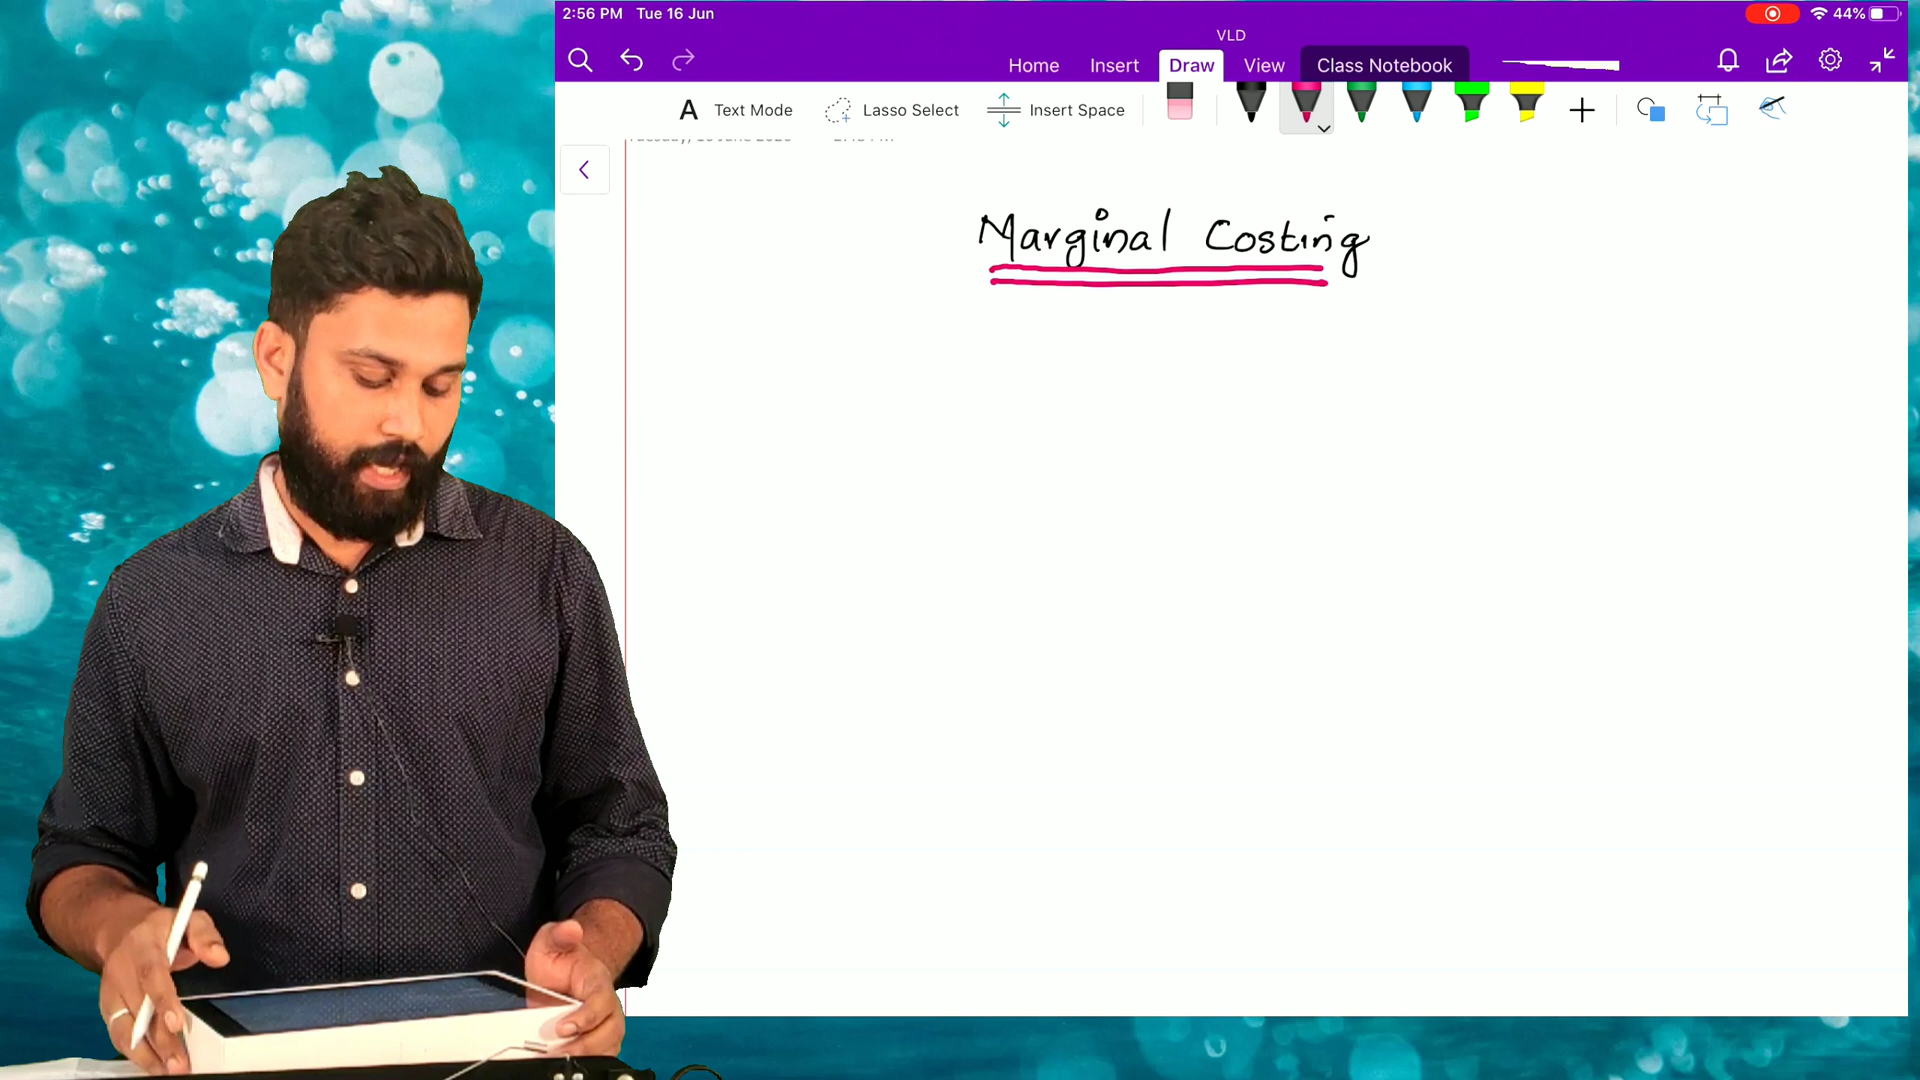 2:56 PM Tue 16 Jun 44%
VLD
Home Insert Draw View Class Notebook
A Text Mode Lasso Select Insert Space
Marginal Costing